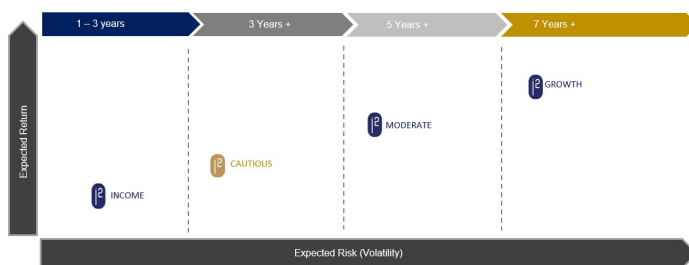 1 – 3 years
3 Years +
5 Years +
7 Years +
Expected Return
GROWTH
MODERATE
CAUTIOUS
INCOME
Expected Risk (Volatility)